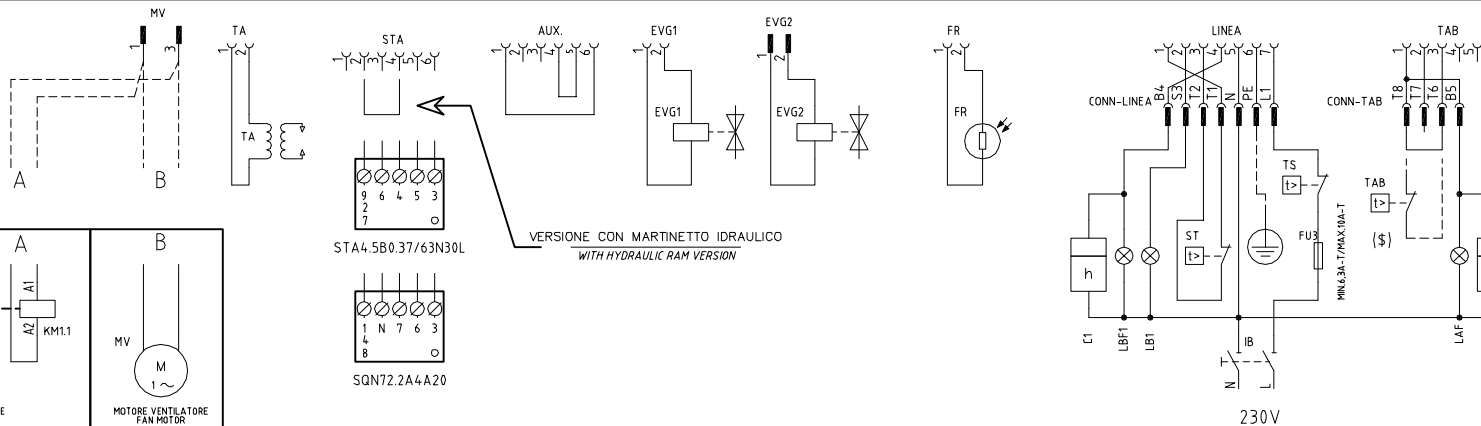 MV
1 3
A B
TA
1 2
TA
STA
1 2 3 4 5 6
9 6 4 5 3
2
7
STA4.5B0.37/63N30L
1 N 7 6 3
4
8
SQN72.2A4A20
AUX.
1 2 3 4 5 6
EVG1
1 2
EVG1
EVG2
1 2
EVG2
VERSIONE CON MARTINETTO IDRAULICO
WITH HYDRAULIC RAM VERSION
FR
1 2
FR
LINEA
1 2 3 4 5 6 7
CONN-LINEA
B4 S3 T2 T1 N PE L1
TS
t>
ST
t>
FU3
MIN.6,3A-T/MAX.10A-T
h
C1
LBF1
LB1
IB
N L
230V
TAB
1 2 3 4 5
CONN-TAB
T8 T7 T6 B5
TAB
t>
($)
LAF
A
A1
A2
KM1.1
E
B
MV
M
1~
MOTORE VENTILATORE
FAN MOTOR